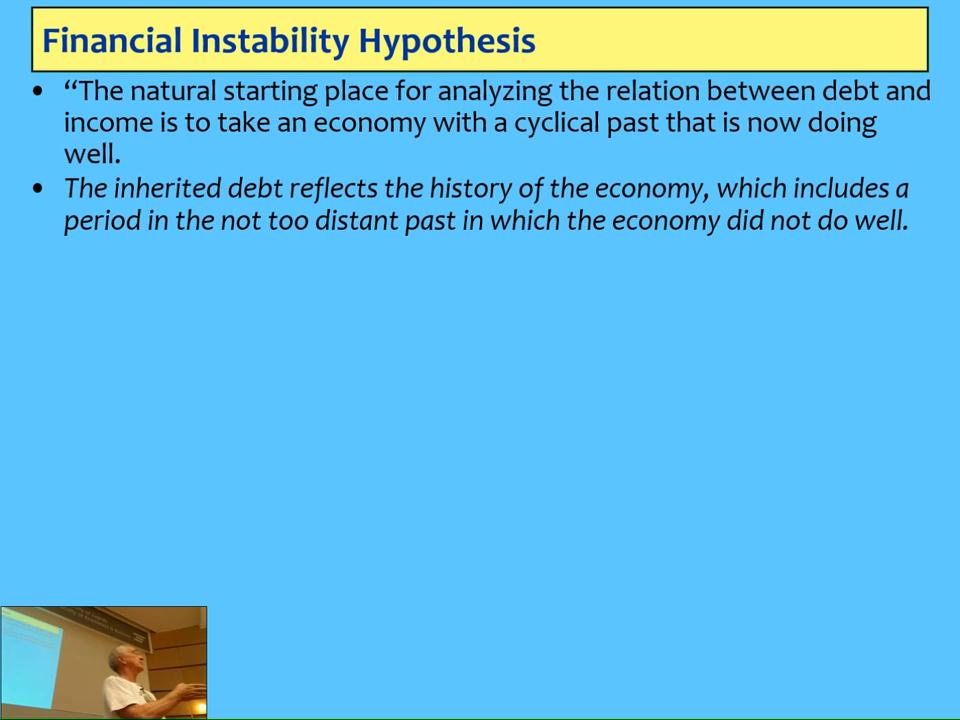 Financial Instability Hypothesis
• “The natural starting place for analyzing the relation between debt and
income is to take an economy with a cyclical past that is now doing
well.
• The inherited debt reflects the history of the economy, which includes a
period in the not too distant past in which the economy did not do well.